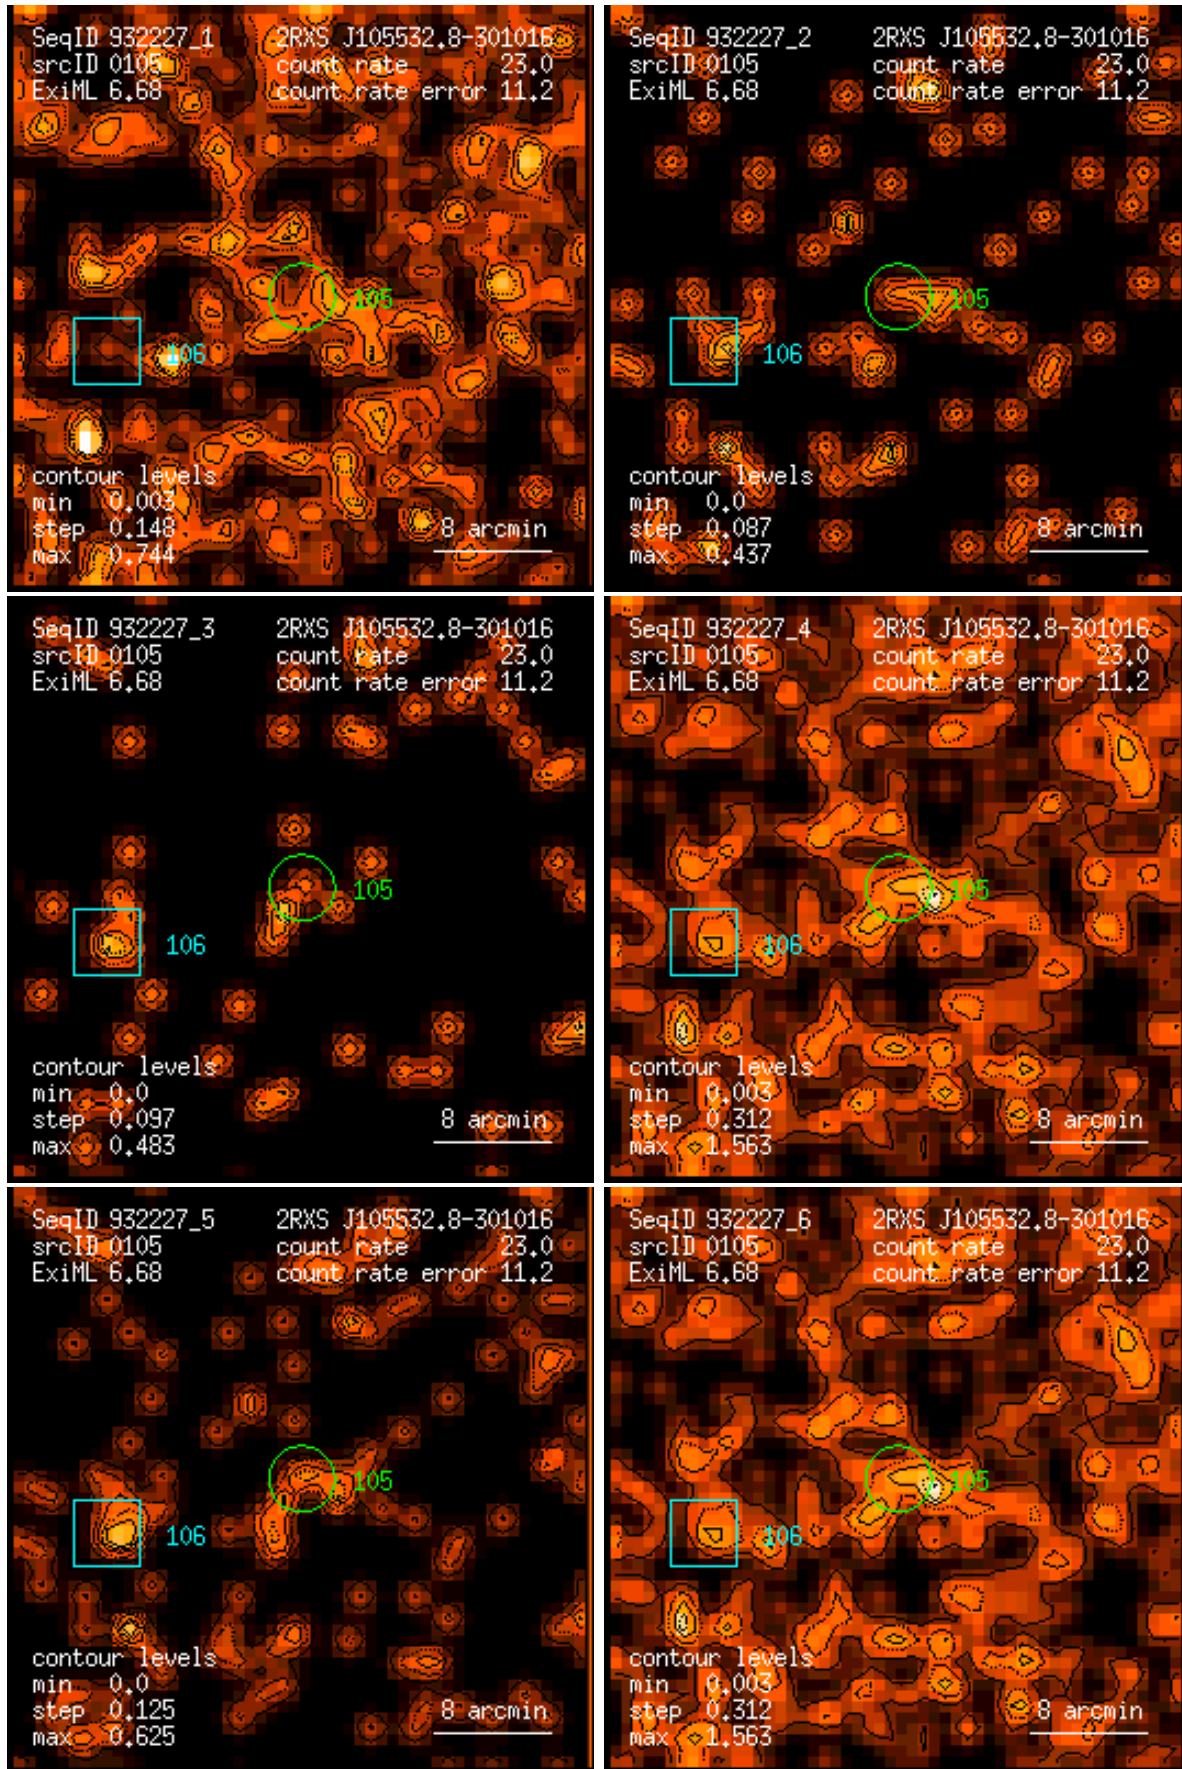 SeqID 932227_1 2RXS J105532.8-301016
srcID 0105 count rate 23.0
ExiML 6.68 count rate error 11.2
105
106
contour levels
min 0.003
step 0.148 8 arcmin
max 0.744
SeqID 932227_2 2RXS J105532.8-301016
srcID 0105 count rate 23.0
ExiML 6.68 count rate error 11.2
105
106
contour levels
min 0.0
step 0.087 8 arcmin
max 0.437
SeqID 932227_3 2RXS J105532.8-301016
srcID 0105 count rate 23.0
ExiML 6.68 count rate error 11.2
105
106
contour levels
min 0.0
step 0.097 8 arcmin
max 0.483
SeqID 932227_4 2RXS J105532.8-301016
srcID 0105 count rate 23.0
ExiML 6.68 count rate error 11.2
105
106
contour levels
min 0.003
step 0.312 8 arcmin
max 1.563
SeqID 932227_5 2RXS J105532.8-301016
srcID 0105 count rate 23.0
ExiML 6.68 count rate error 11.2
105
106
contour levels
min 0.0
step 0.125 8 arcmin
max 0.625
SeqID 932227_6 2RXS J105532.8-301016
srcID 0105 count rate 23.0
ExiML 6.68 count rate error 11.2
105
106
contour levels
min 0.003
step 0.312 8 arcmin
max 1.563